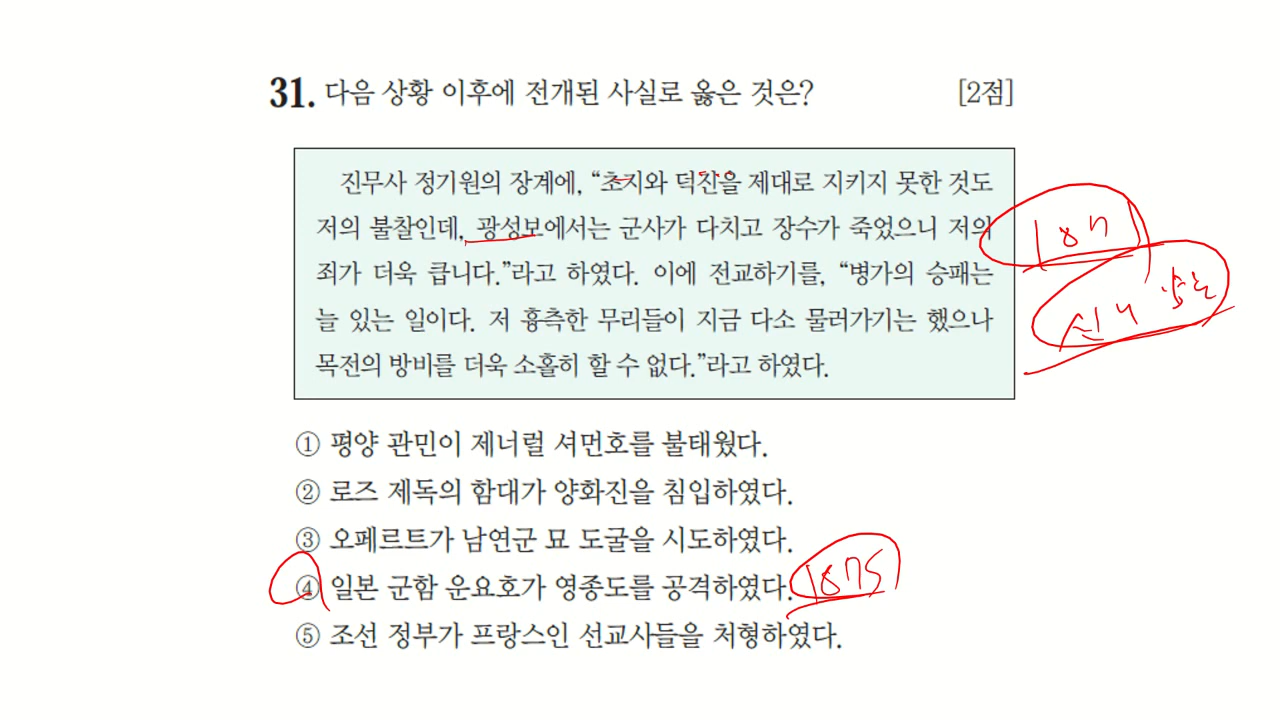 31. 다음 상황 이후에 전개된 사실로 옳은 것은? [2점]
진무사 정기원의 장계에, “초지와 덕진을 제대로 지키지 못한 것도
저의 불찰인데, 광성보에서는 군사가 다치고 장수가 죽었으니 저의
죄가 더욱 큽니다.”라고 하였다. 이에 전교하기를, “병가의 승패는
늘 있는 일이다. 저 흉측한 무리들이 지금 다소 물러가기는 했으나
목전의 방비를 더욱 소홀히 할 수 없다.”라고 하였다.
187
신미
① 평양 관민이 제너럴 셔먼호를 불태웠다.
② 로즈 제독의 함대가 양화진을 침입하였다.
③ 오페르트가 남연군 묘 도굴을 시도하였다.
④ 일본 군함 운요호가 영종도를 공격하였다. 1875
⑤ 조선 정부가 프랑스인 선교사들을 처형하였다.